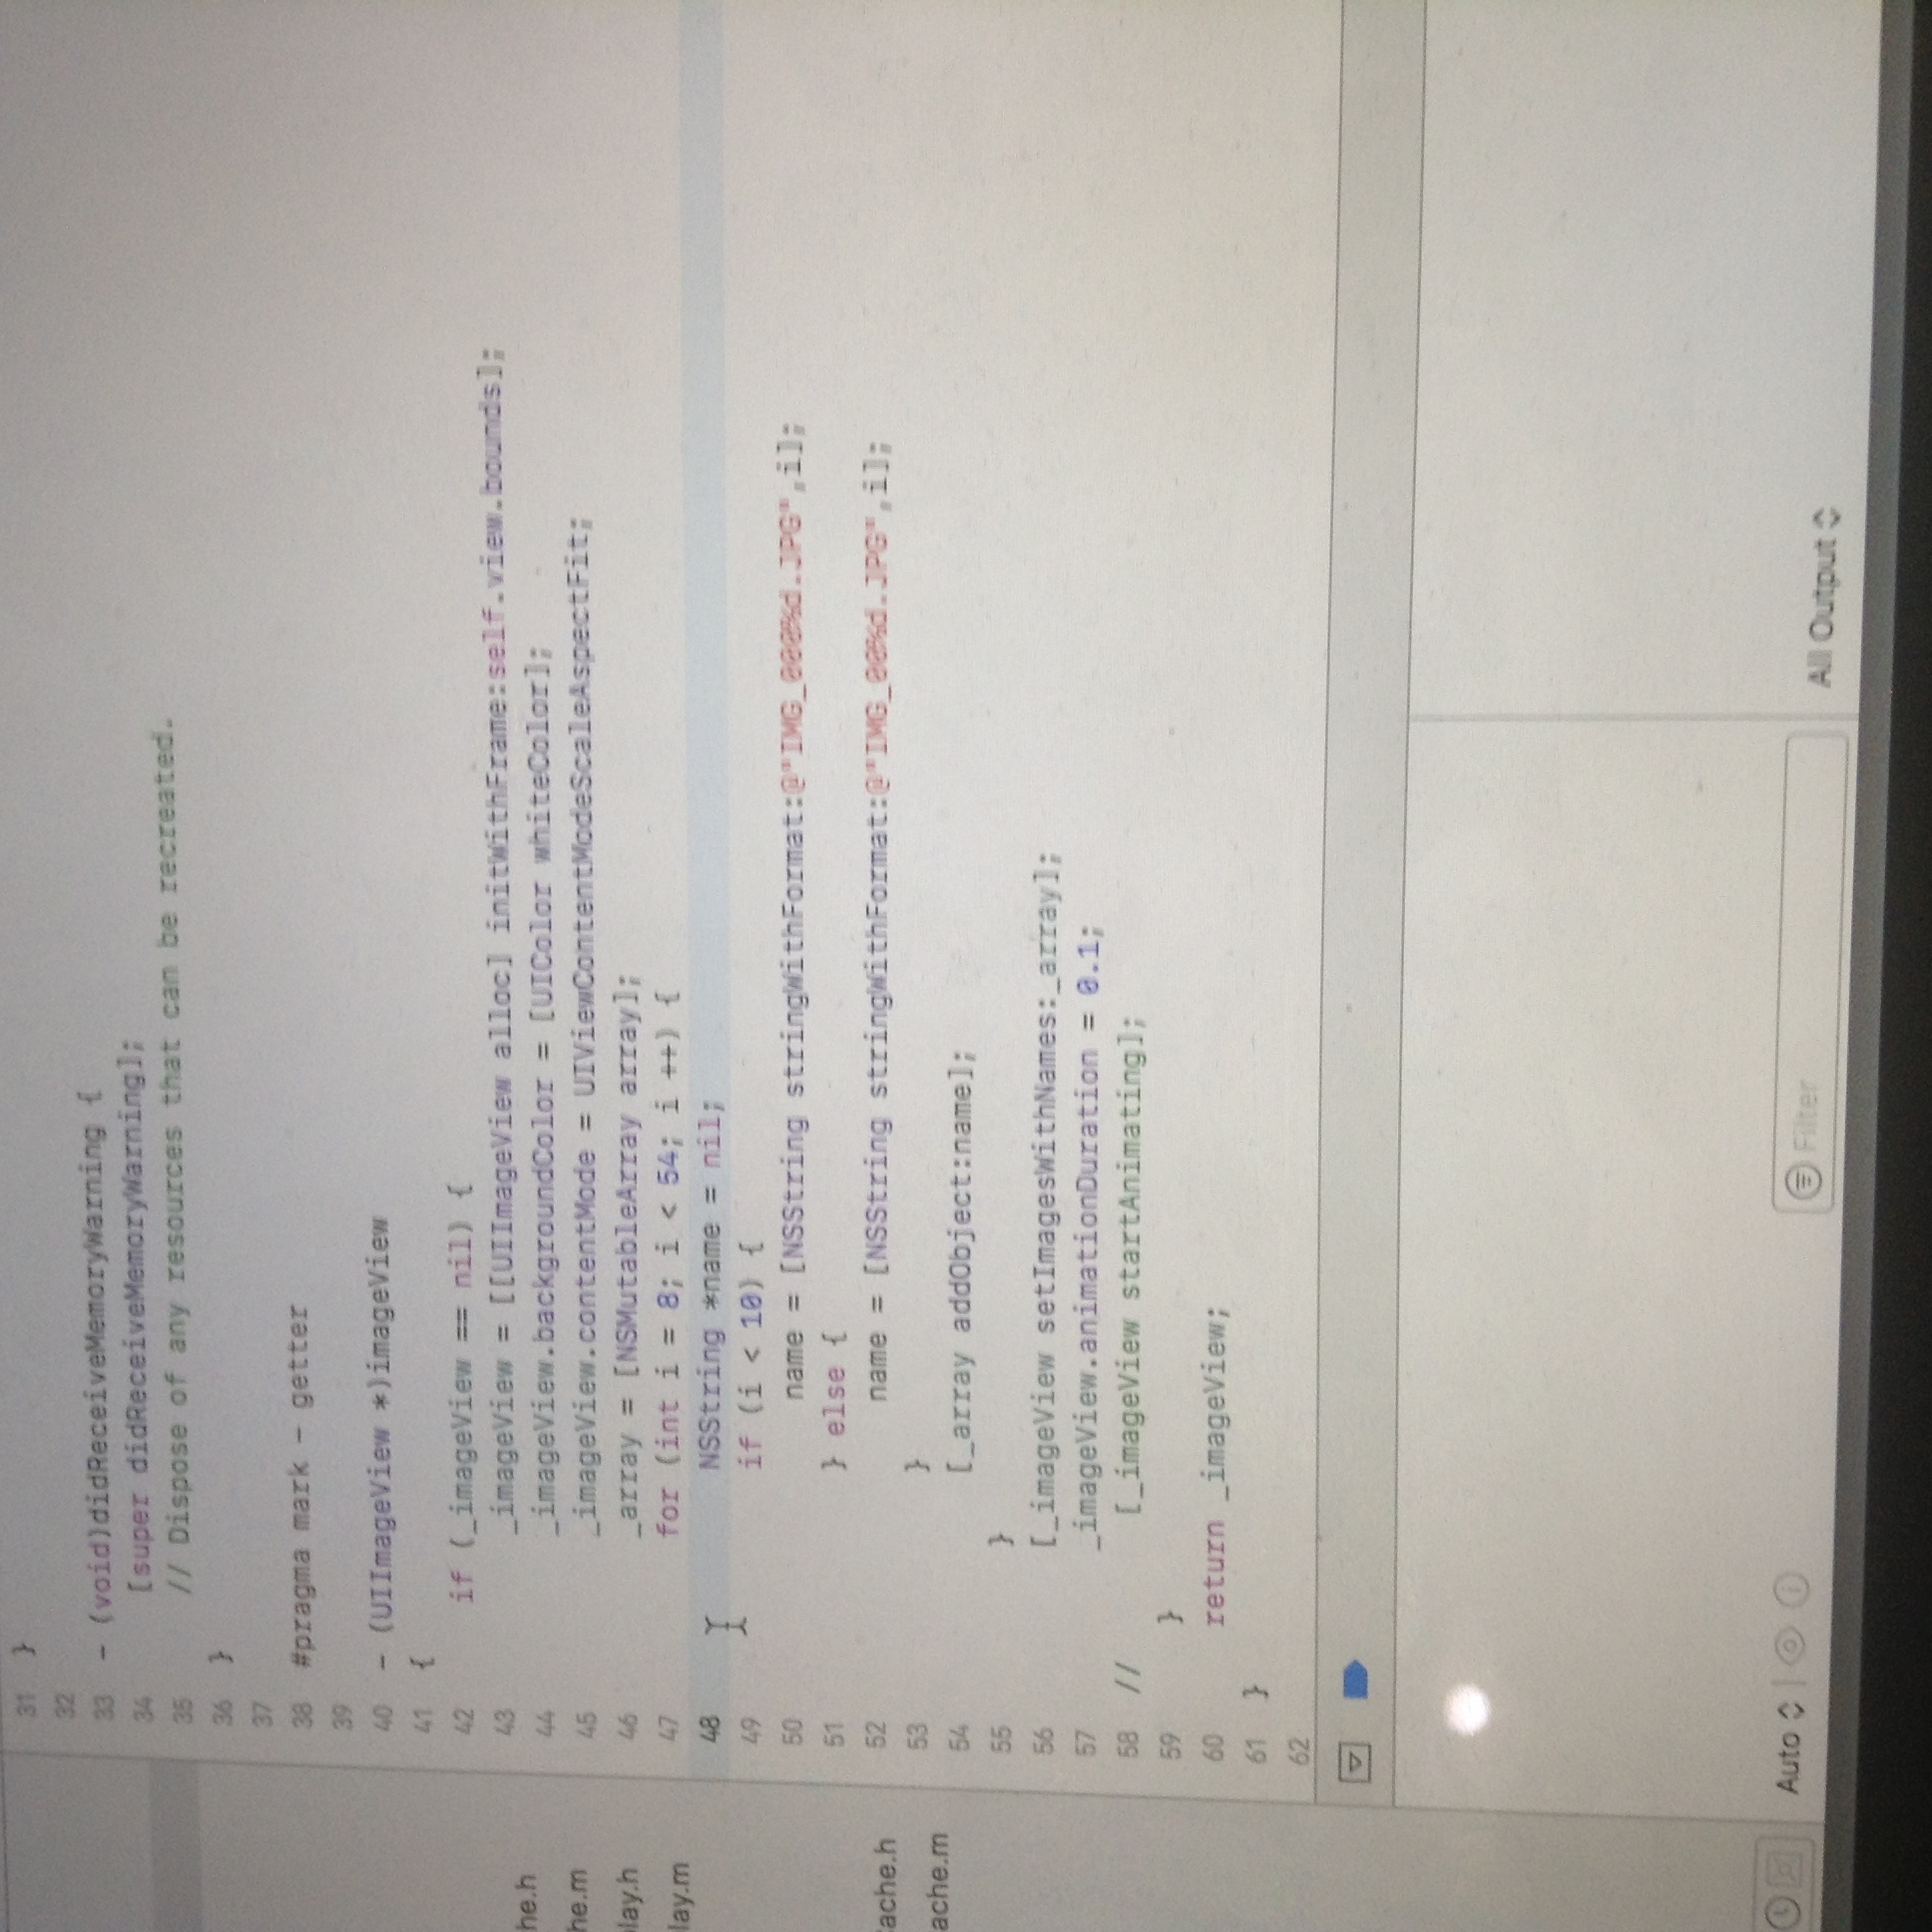 31 }
32
33 - (void)didReceiveMemoryWarning {
34 [super didReceiveMemoryWarning];
35 // Dispose of any resources that can be recreated.
36 }
37
38 #pragma mark - getter
39
40 - (UIImageView *)imageView
41 {
42 if (_imageView == nil) {
43 _imageView = [[UIImageView alloc] initWithFrame:self.view.bounds];
he.h
44 _imageView.backgroundColor = [UIColor whiteColor];
he.m
45 _imageView.contentMode = UIViewContentModeScaleAspectFit;
lay.h
46 _array = [NSMutableArray array];
lay.m
47 for (int i = 8; i < 54; i ++) {
48 NSString *name = nil;
49 if (i < 10) {
50 name = [NSString stringWithFormat:@"IMG_000%d.JPG",i];
51 } else {
ache.h
52 name = [NSString stringWithFormat:@"IMG_00%d.JPG",i];
ache.m
53 }
54 [_array addObject:name];
55 }
56 [_imageView setImagesWithNames:_array];
57 _imageView.animationDuration = 0.1;
58 // [_imageView startAnimating];
59 }
60 return _imageView;
61 }
62
Auto
Filter
All Output